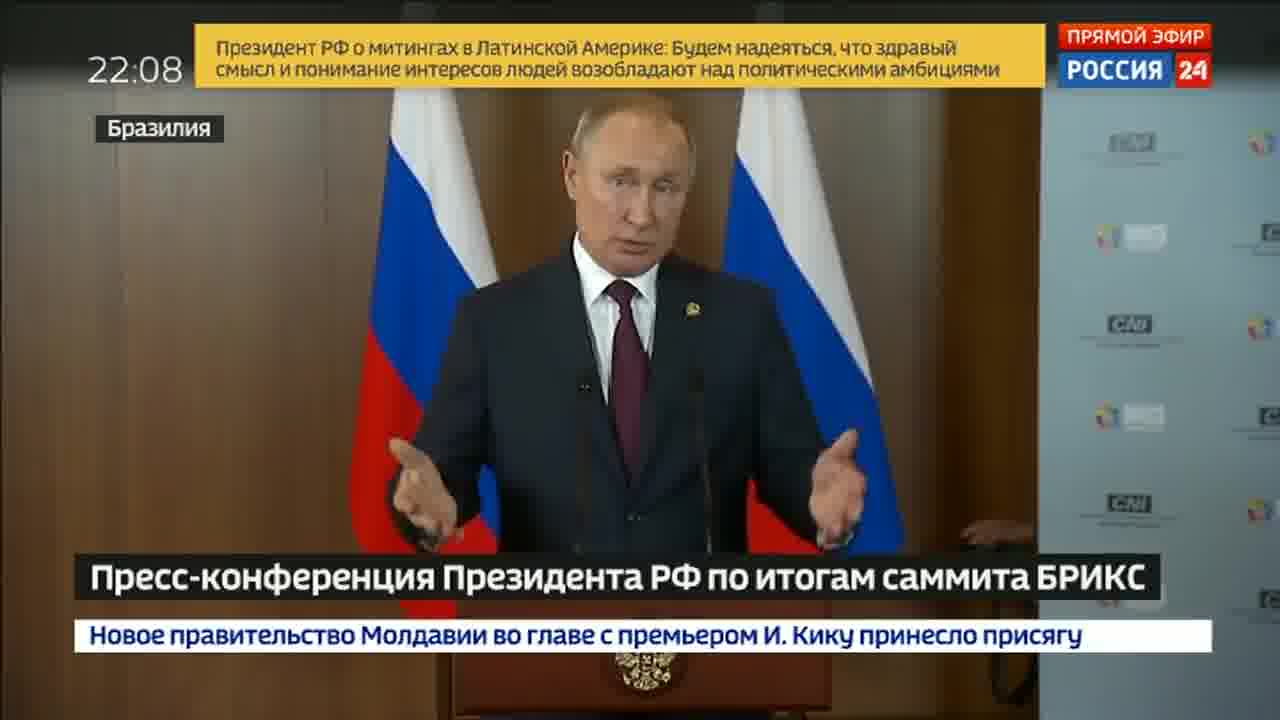 22:08
Президент РФ о митингах в Латинской Америке: Будем надеяться, что здравый
смысл и понимание интересов людей возобладают над политическими амбициями
ПРЯМОЙ ЭФИР
РОССИЯ 24
Бразилия
CNI
CNI
Пресс-конференция Президента РФ по итогам саммита БРИКС
Новое правительство Молдавии во главе с премьером И. Кику принесло присягу